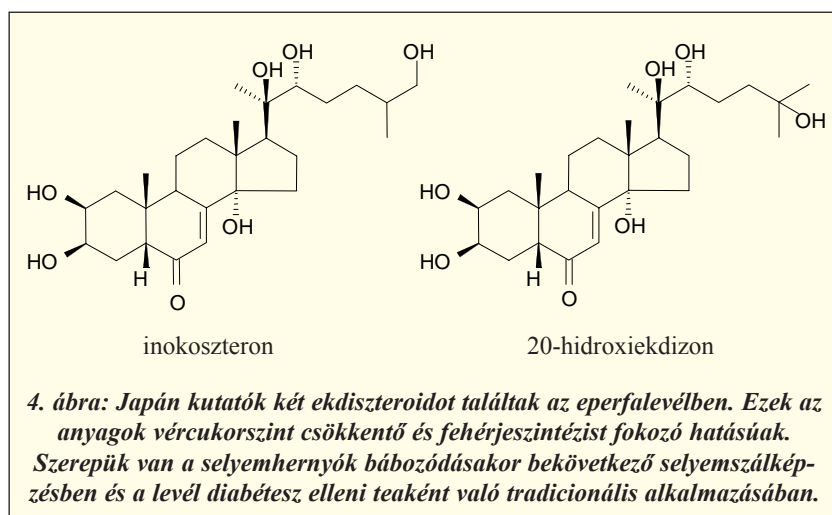 OH
OH
OH
HO
HO
OH
H
O
inokoszteron
OH
OH
OH
HO
HO
OH
H
O
20-hidroxiekdizon
4. ábra: Japán kutatók két ekdiszteroidot találtak az eperfalevélben. Ezek az
anyagok vércukorszint csökkentő és fehérjeszintézist fokozó hatásúak.
Szerepük van a selyemhernyók bábozódásakor bekövetkező selyemszálkép-
zésben és a levél diabétesz elleni teaként való tradicionális alkalmazásában.